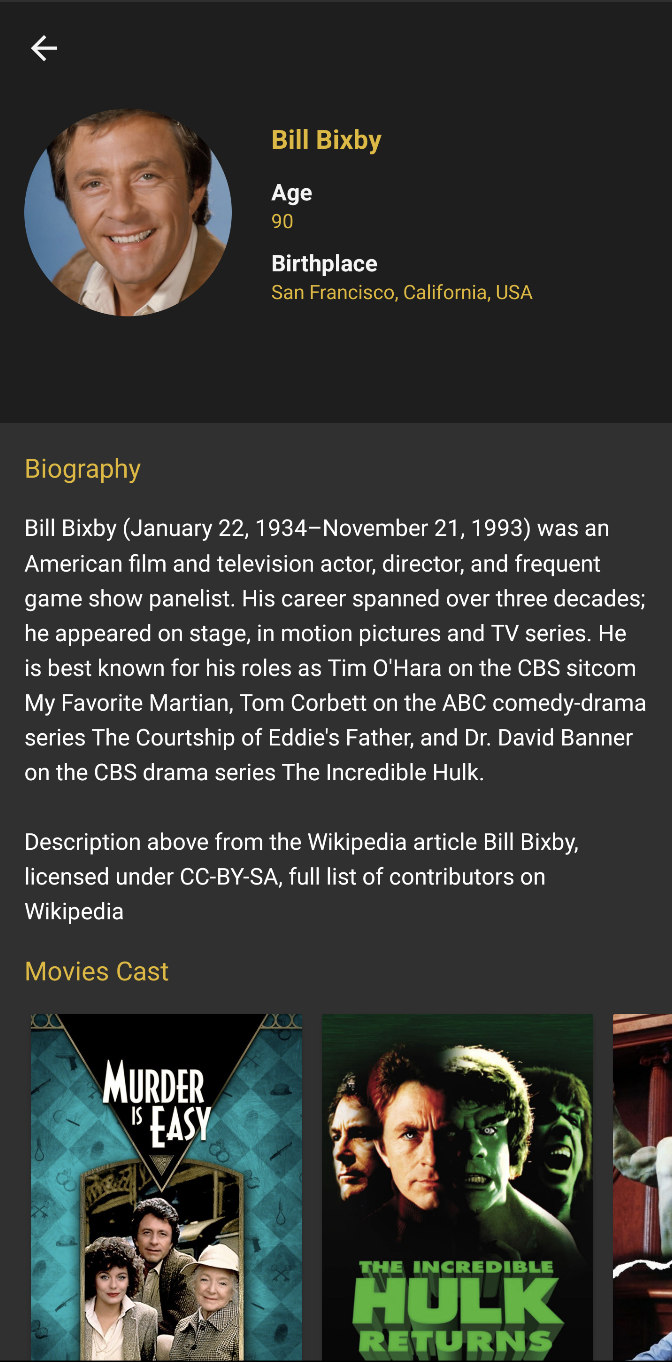 Bill Bixby
Age
90
Birthplace
San Francisco, California, USA
Biography
Bill Bixby (January 22, 1934–November 21, 1993) was an
American film and television actor, director, and frequent
game show panelist. His career spanned over three decades;
he appeared on stage, in motion pictures and TV series. He
is best known for his roles as Tim O'Hara on the CBS sitcom
My Favorite Martian, Tom Corbett on the ABC comedy-drama
series The Courtship of Eddie's Father, and Dr. David Banner
on the CBS drama series The Incredible Hulk.
Description above from the Wikipedia article Bill Bixby,
licensed under CC-BY-SA, full list of contributors on
Wikipedia
Movies Cast
MURDER
IS EASY
THE INCREDIBLE
HULK
RETURNS